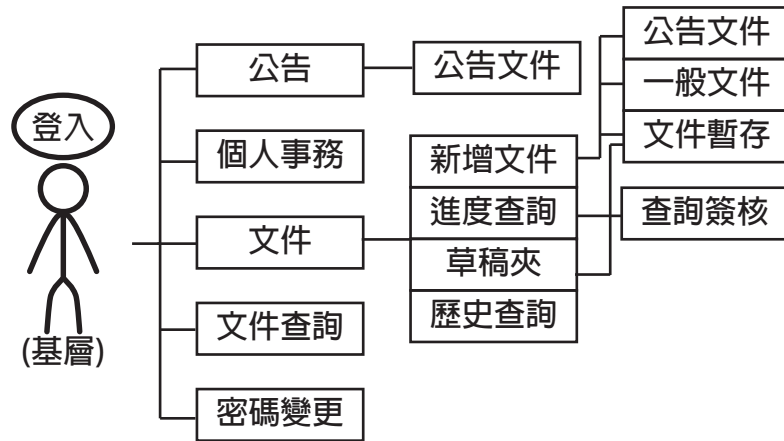 登入
(基層)
公告
個人事務
文件
文件查詢
密碼變更
公告文件
新增文件
進度查詢
草稿夾
歷史查詢
公告文件
一般文件
文件暫存
查詢簽核